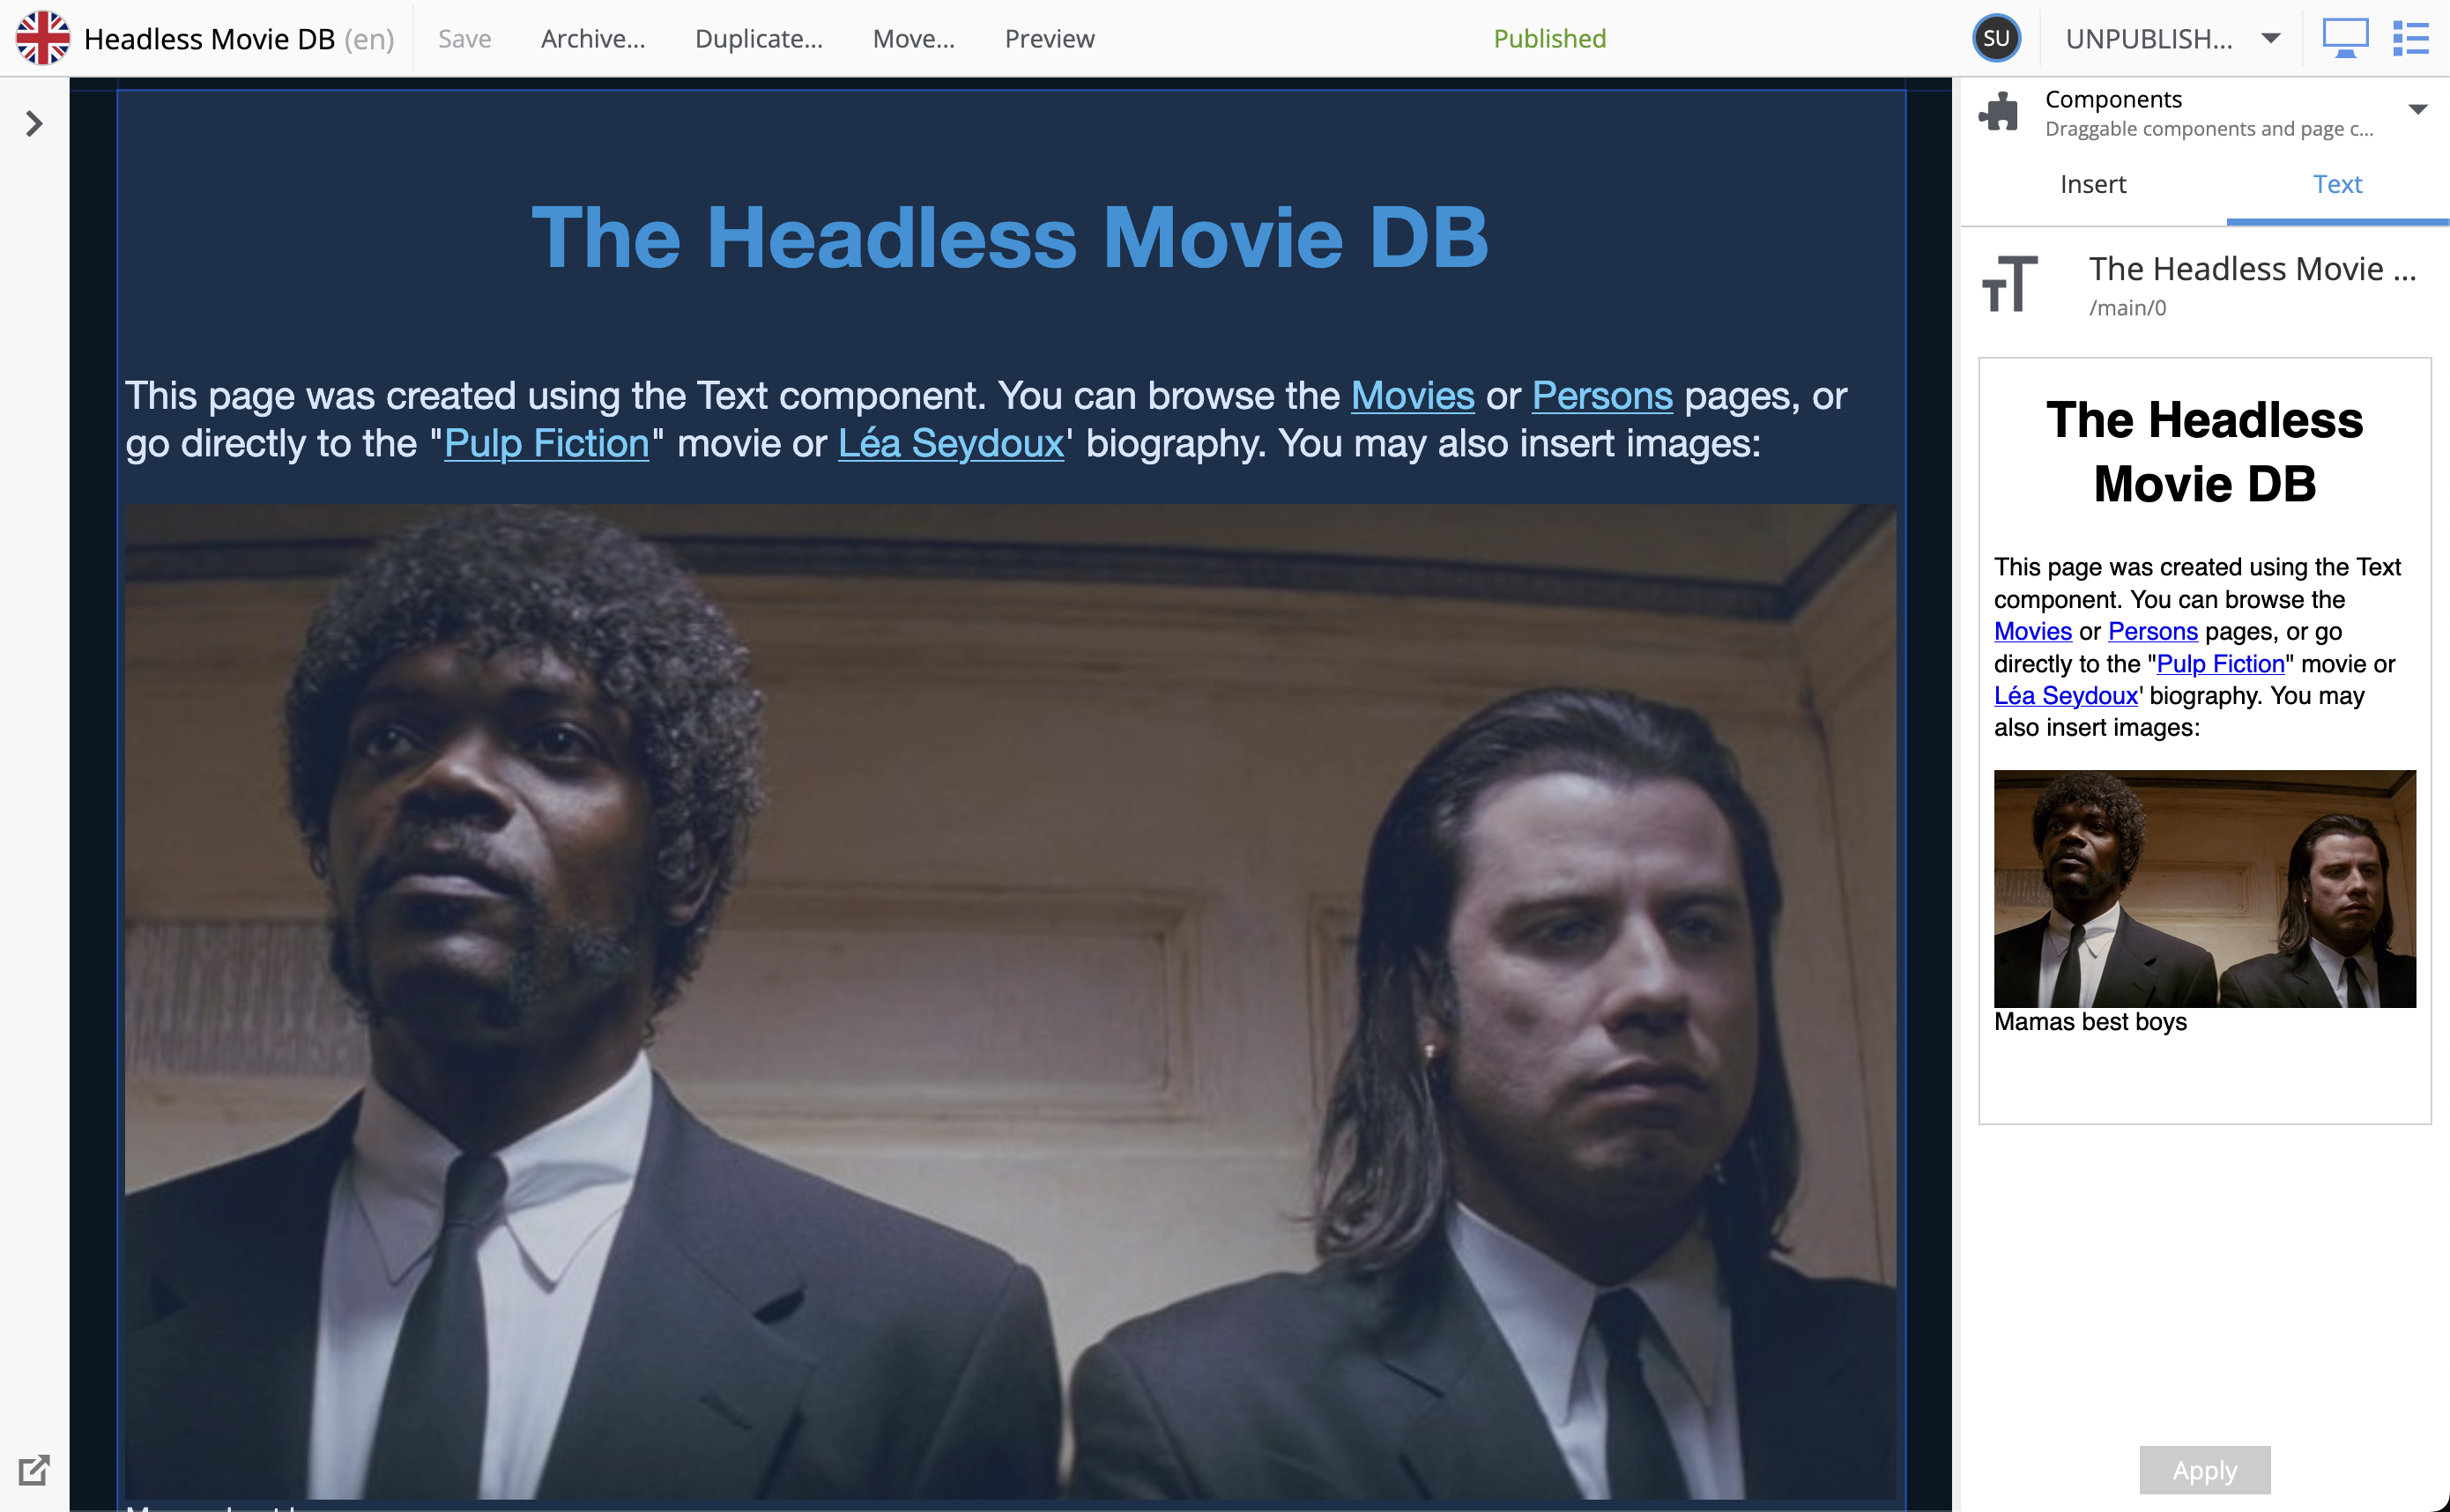 Headless Movie DB (en)
Save
Archive...
Duplicate...
Move...
Preview
Published
SU
UNPUBLISH...
The Headless Movie DB
This page was created using the Text component. You can browse the Movies or Persons pages, or
go directly to the "Pulp Fiction" movie or Léa Seydoux' biography. You may also insert images:
Components
Draggable components and page c...
Insert
Text
The Headless Movie ...
/main/0
The Headless
Movie DB
This page was created using the Text
component. You can browse the
Movies or Persons pages, or go
directly to the "Pulp Fiction" movie or
Léa Seydoux' biography. You may
also insert images:
Mamas best boys
Apply